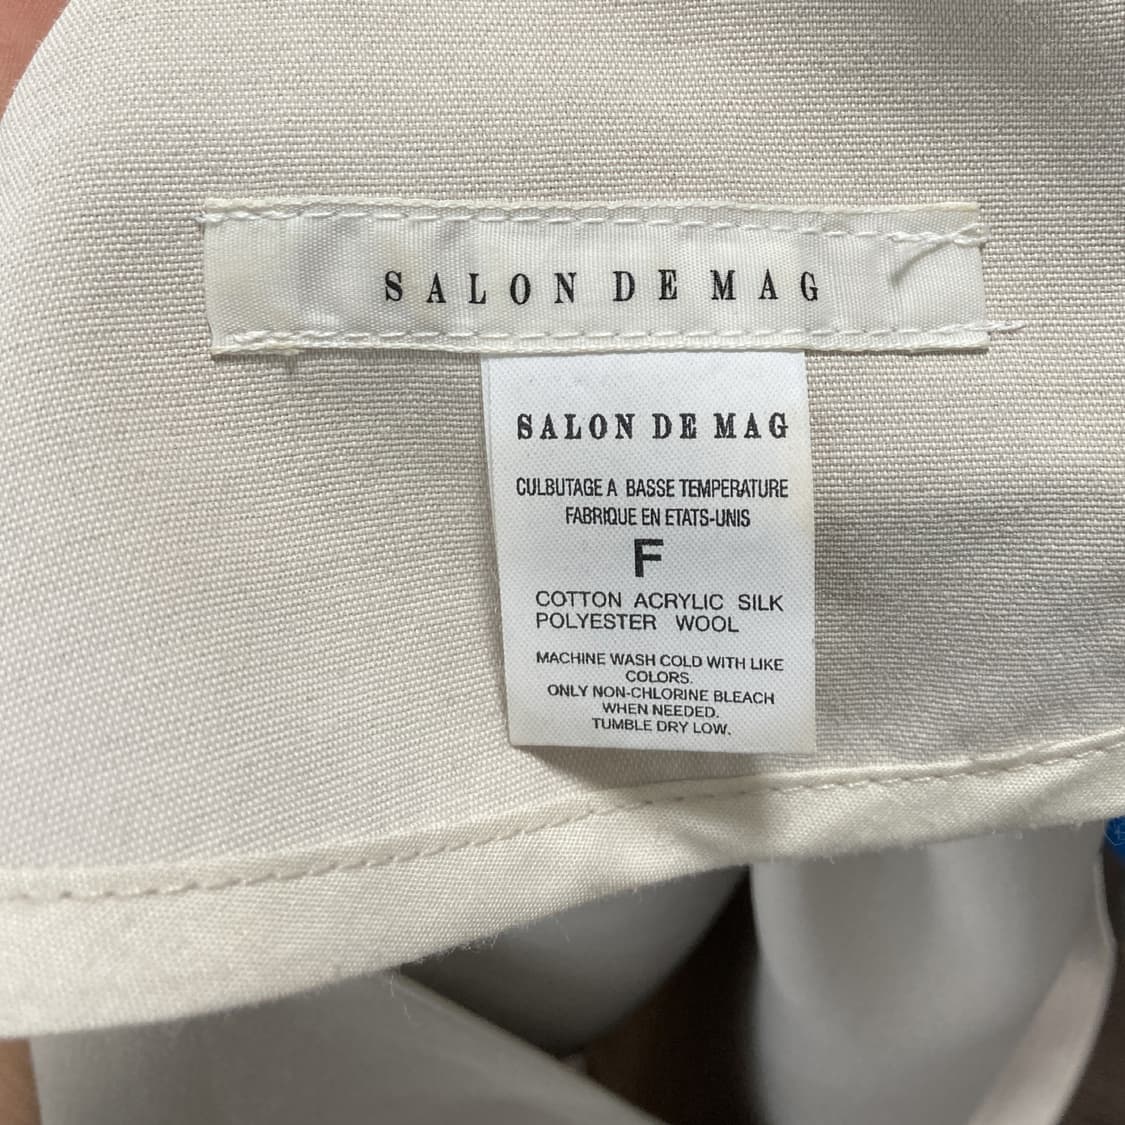 SALON DE MAG
SALON DE MAG
CULBUTAGE A BASSE TEMPERATURE
FABRIQUE EN ETATS-UNIS
F
COTTON ACRYLIC SILK
POLYESTER WOOL
MACHINE WASH COLD WITH LIKE
COLORS.
ONLY NON-CHLORINE BLEACH
WHEN NEEDED.
TUMBLE DRY LOW.